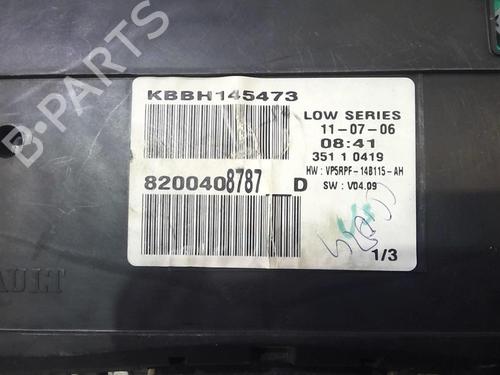 KBBH145473
LOW SERIES
11-07-06
08:41
351 1 0419
HW : VP5RPF-14B115-AH
SW : V04.09
8200408787__D
1/3
B-PARTS